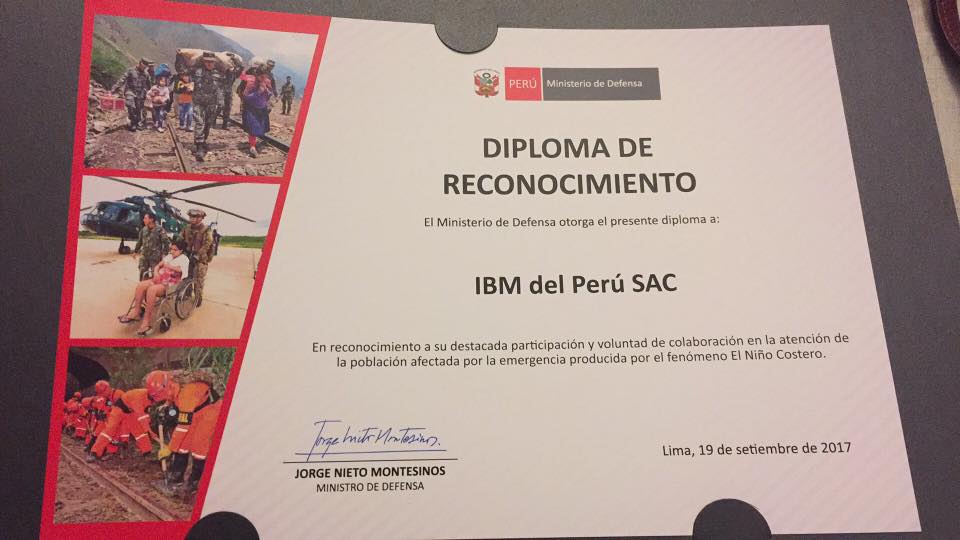 PERÚ Ministerio de Defensa
DIPLOMA DE
RECONOCIMIENTO
El Ministerio de Defensa otorga el presente diploma a:
IBM del Perú SAC
En reconocimiento a su destacada participación y voluntad de colaboración en la atención de
la población afectada por la emergencia producida por el fenómeno El Niño Costero.
Jorge Nieto Montesinos.
JORGE NIETO MONTESINOS
MINISTRO DE DEFENSA
Lima, 19 de setiembre de 2017